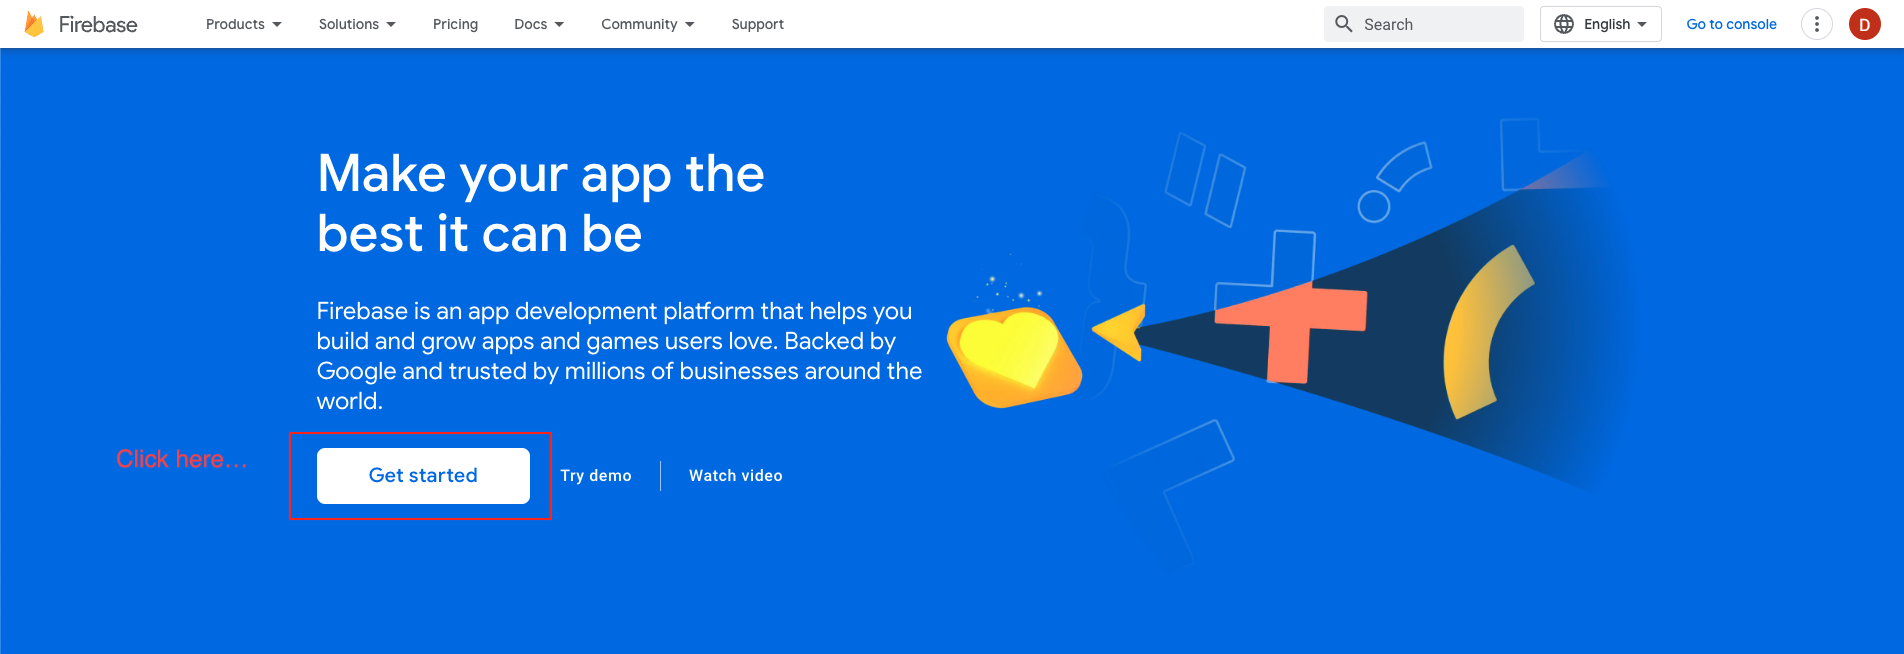 Firebase
Products
Solutions
Pricing
Docs
Community
Support
Search
English
Go to console
D
Make your app the
best it can be
Firebase is an app development platform that helps you
build and grow apps and games users love. Backed by
Google and trusted by millions of businesses around the
world.
Click here...
Get started
Try demo
Watch video